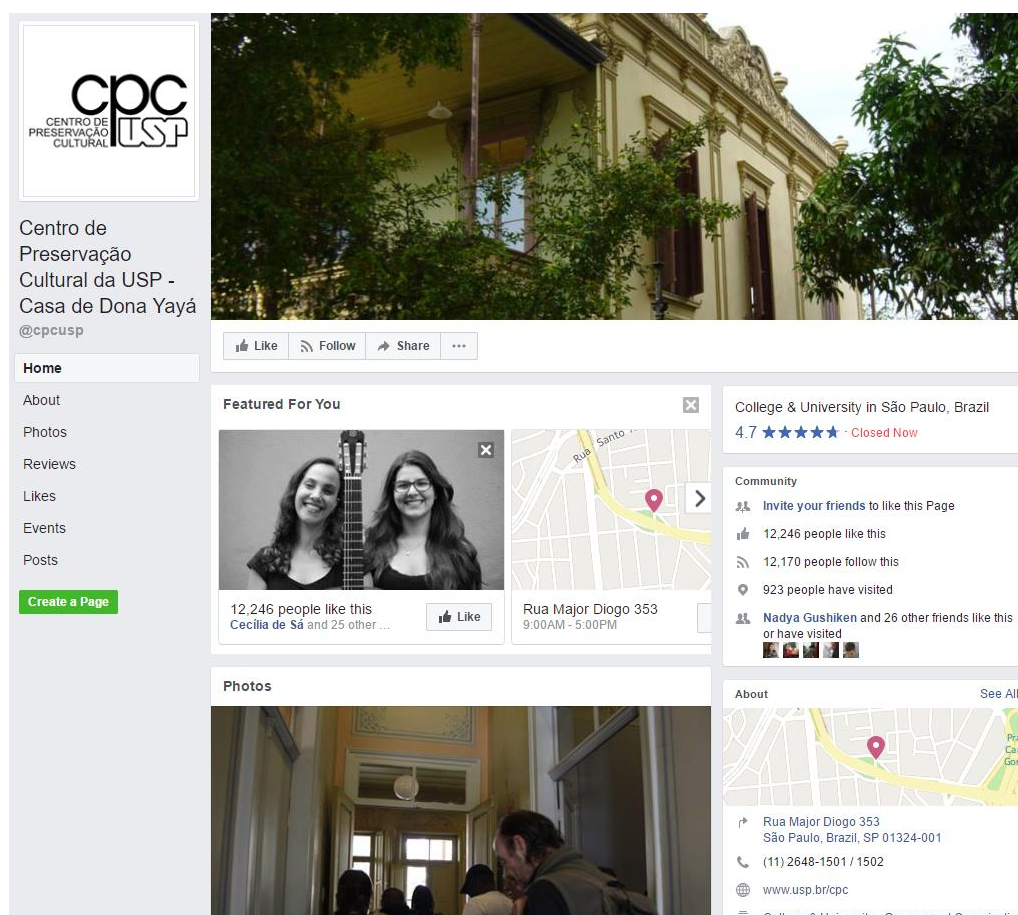 cpc
CENTRO DE
PRESERVAÇÃO
CULTURAL
USP
Centro de
Preservação
Cultural da USP -
Casa de Dona Yayá
@cpcusp
Home
About
Photos
Reviews
Likes
Events
Posts
Create a Page
Like
Follow
Share
Featured For You
12,246 people like this
Cecília de Sá and 25 other ...
Like
Rua Santo
Rua Major Diogo 353
9:00AM - 5:00PM
Photos
College & University in São Paulo, Brazil
4.7 · Closed Now
Community
Invite your friends to like this Page
12,246 people like this
12,170 people follow this
923 people have visited
Nadya Gushiken and 26 other friends like this
or have visited
About
See All
Rua Major Diogo 353
São Paulo, Brazil, SP 01324-001
(11) 2648-1501 / 1502
www.usp.br/cpc